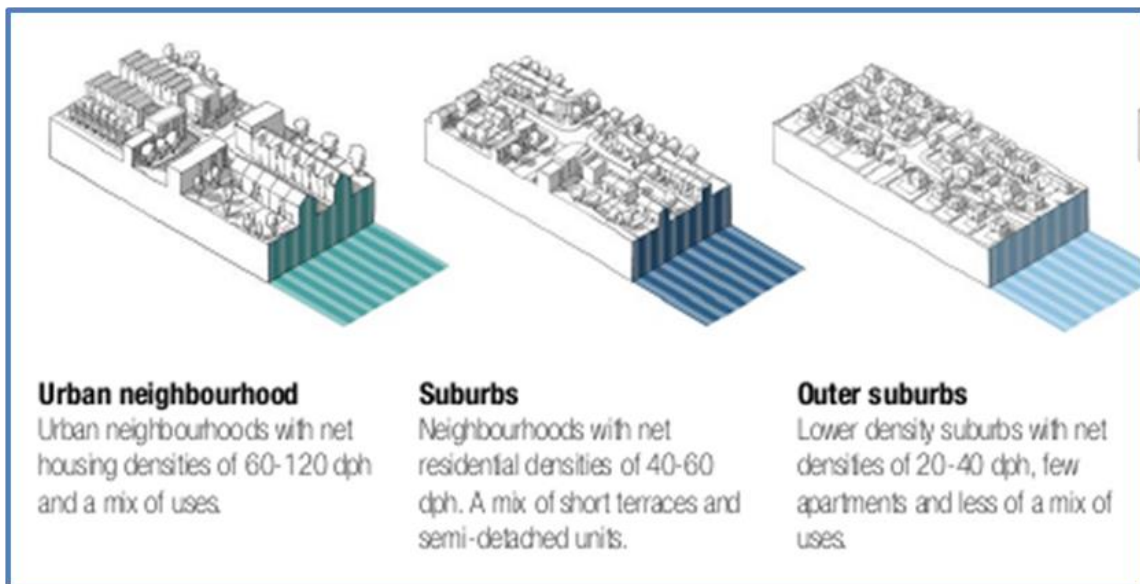 Urban neighbourhood
Urban neighbourhoods with net
housing densities of 60-120 dph
and a mix of uses.
Suburbs
Neighbourhoods with net
residential densities of 40-60
dph. A mix of short terraces and
semi-detached units.
Outer suburbs
Lower density suburbs with net
densities of 20-40 dph, few
apartments and less of a mix of
uses.